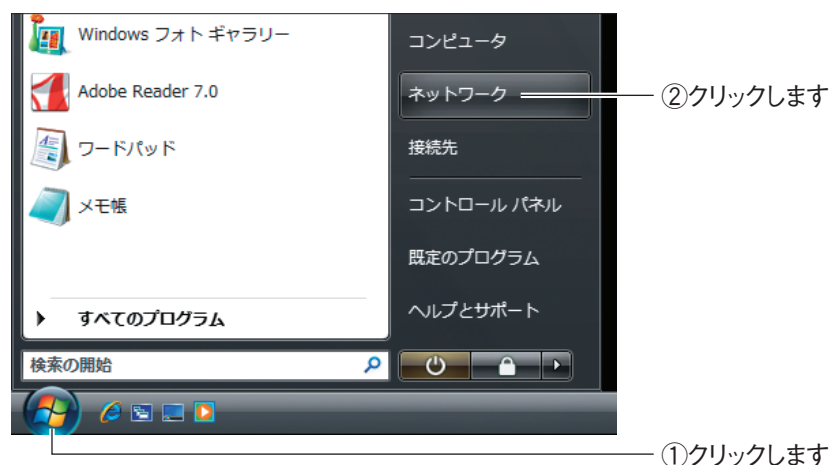 Windows フォト ギャラリー
Adobe Reader 7.0
ワードパッド
メモ帳
すべてのプログラム
検索の開始
コンピュータ
ネットワーク
接続先
コントロール パネル
既定のプログラム
ヘルプとサポート
②クリックします
①クリックします